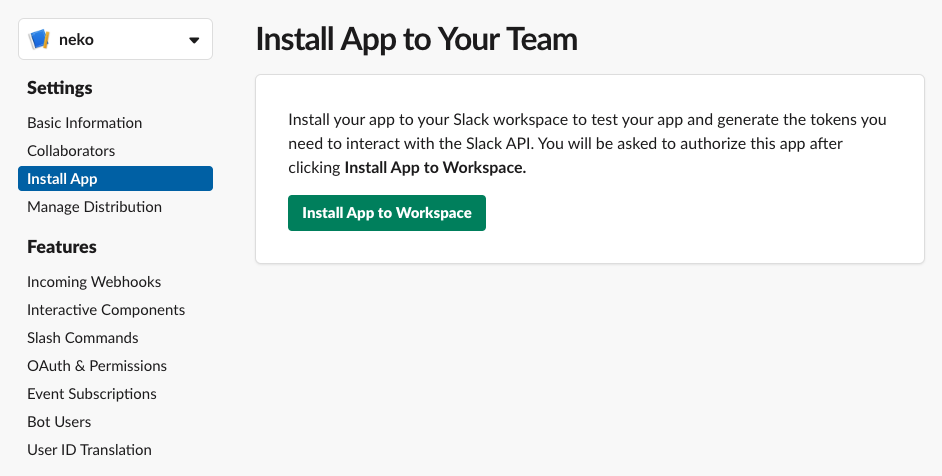 neko
Settings
Basic Information
Collaborators
Install App
Manage Distribution
Features
Incoming Webhooks
Interactive Components
Slash Commands
OAuth & Permissions
Event Subscriptions
Bot Users
User ID Translation
Install App to Your Team
Install your app to your Slack workspace to test your app and generate the tokens you
need to interact with the Slack API. You will be asked to authorize this app after
clicking Install App to Workspace.
Install App to Workspace